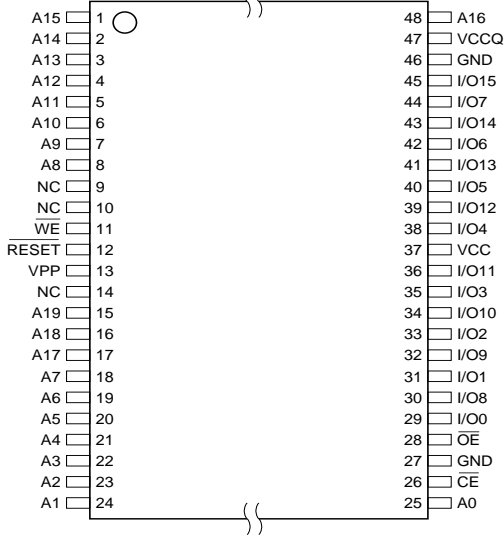 A15 1 48 A16
A14 2 47 VCCQ
A13 3 46 GND
A12 4 45 I/O15
A11 5 44 I/O7
A10 6 43 I/O14
A9 7 42 I/O6
A8 8 41 I/O13
NC 9 40 I/O5
NC 10 39 I/O12
WE 11 38 I/O4
RESET 12 37 VCC
VPP 13 36 I/O11
NC 14 35 I/O3
A19 15 34 I/O10
A18 16 33 I/O2
A17 17 32 I/O9
A7 18 31 I/O1
A6 19 30 I/O8
A5 20 29 I/O0
A4 21 28 OE
A3 22 27 GND
A2 23 26 CE
A1 24 25 A0